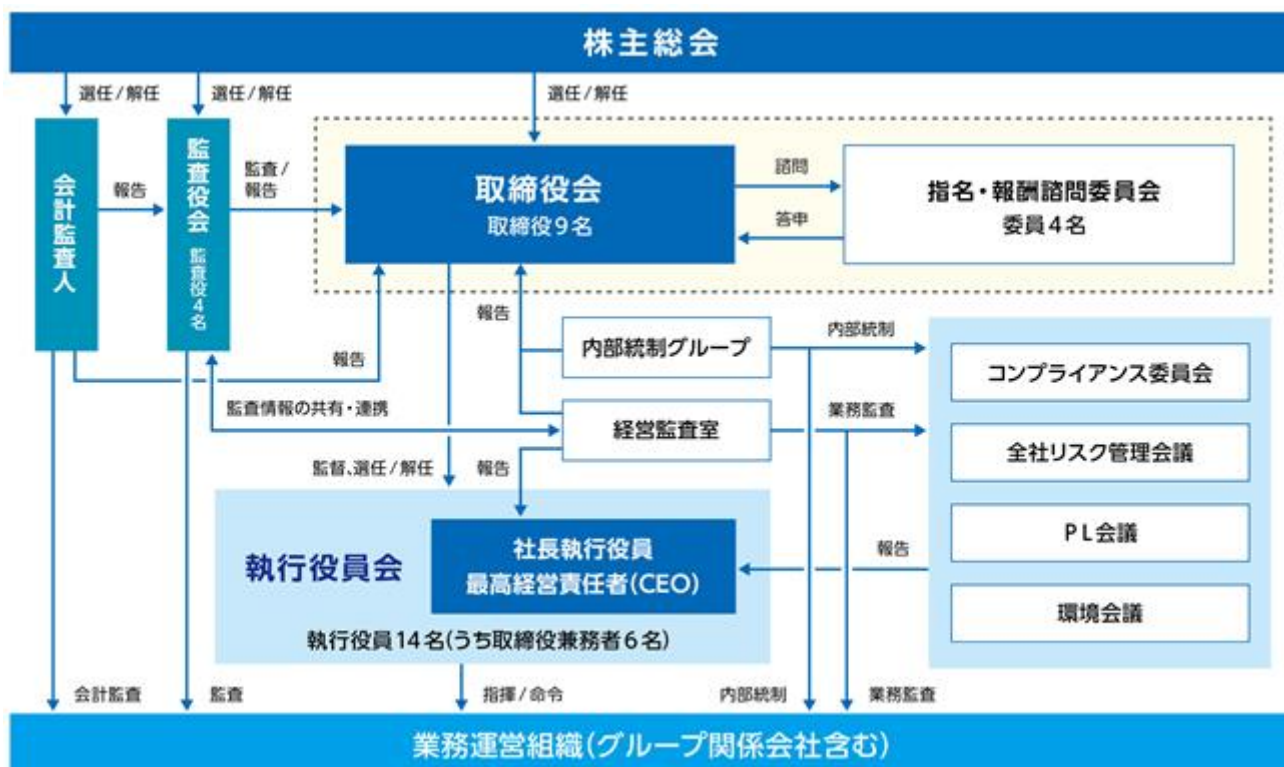 株主総会
選任/解任
選任/解任
選任/解任
会計監査人
報告
監査役会 監査役4名
監査/
報告
取締役会
取締役9名
諮問
答申
指名・報酬諮問委員会
委員4名
報告
報告
内部統制グループ
内部統制
監査情報の共有・連携
経営監査室
業務監査
コンプライアンス委員会
全社リスク管理会議
PL会議
環境会議
監督、選任/解任
報告
報告
執行役員会
社長執行役員
最高経営責任者(CEO)
執行役員14名(うち取締役兼務者6名)
会計監査
監査
指揮/命令
内部統制
業務監査
業務運営組織(グループ関係会社含む)